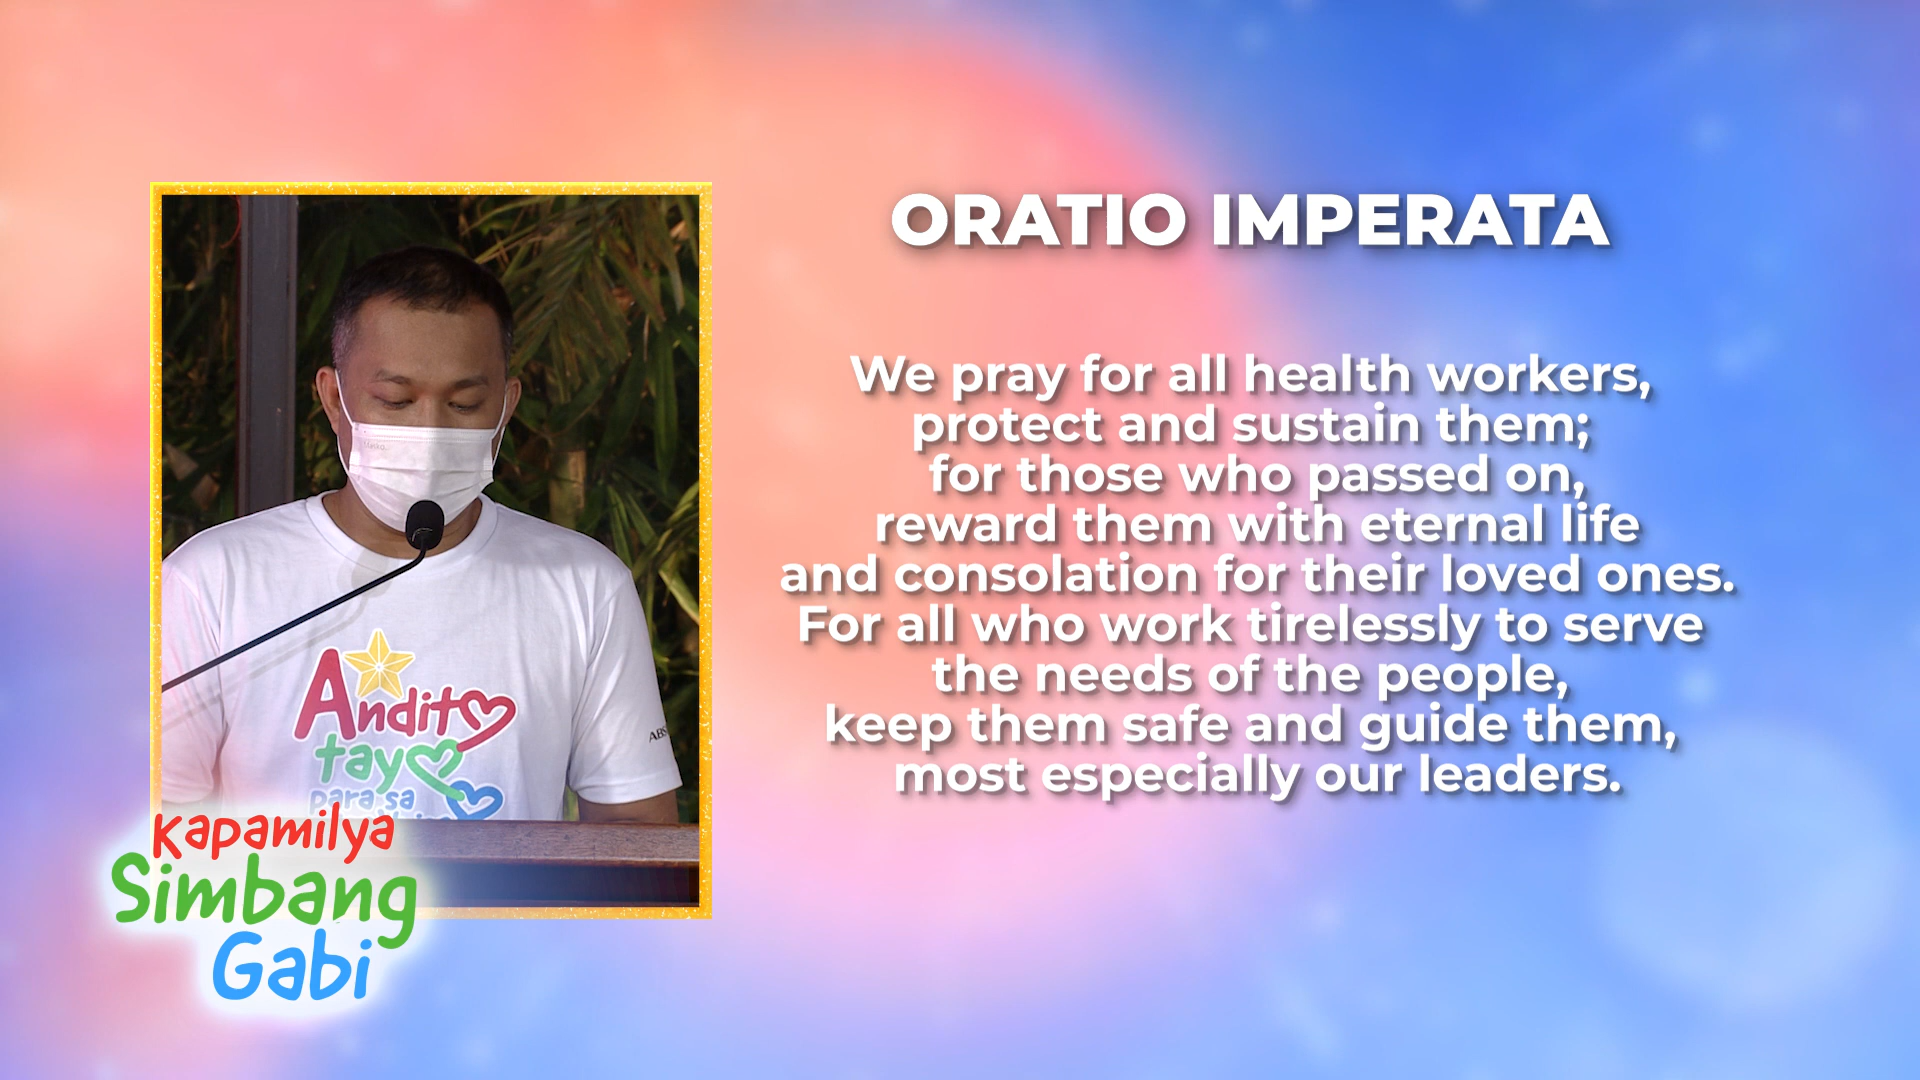 ORATIO IMPERATA
We pray for all health workers,
protect and sustain them;
for those who passed on,
reward them with eternal life
and consolation for their loved ones.
For all who work tirelessly to serve
the needs of the people,
keep them safe and guide them,
most especially our leaders.
Andito
tayo
para sa
Kapamilya
Simbang
Gabi